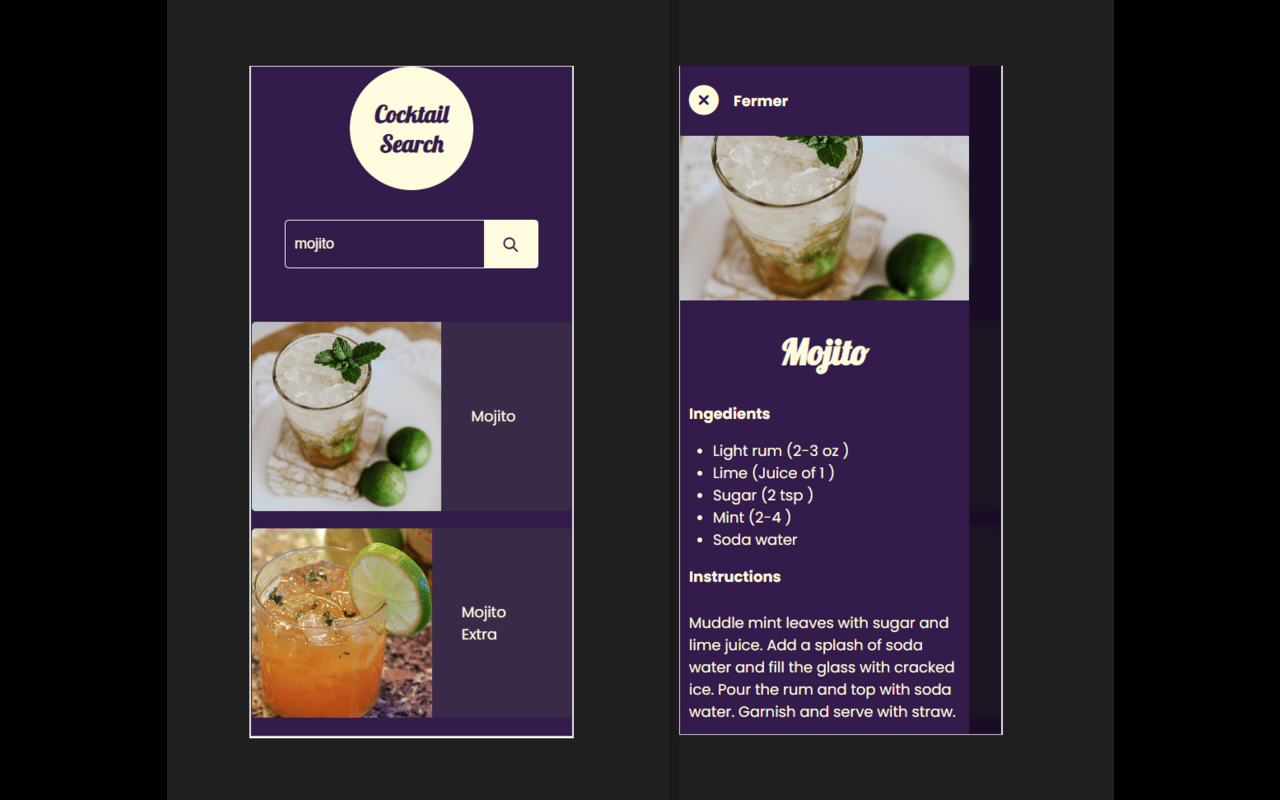 Cocktail
Search
mojito
Mojito
Mojito
Extra
Fermer
Mojito
Ingedients
Light rum (2-3 oz )
Lime (Juice of 1 )
Sugar (2 tsp )
Mint (2-4 )
Soda water
Instructions
Muddle mint leaves with sugar and
lime juice. Add a splash of soda
water and fill the glass with cracked
ice. Pour the rum and top with soda
water. Garnish and serve with straw.